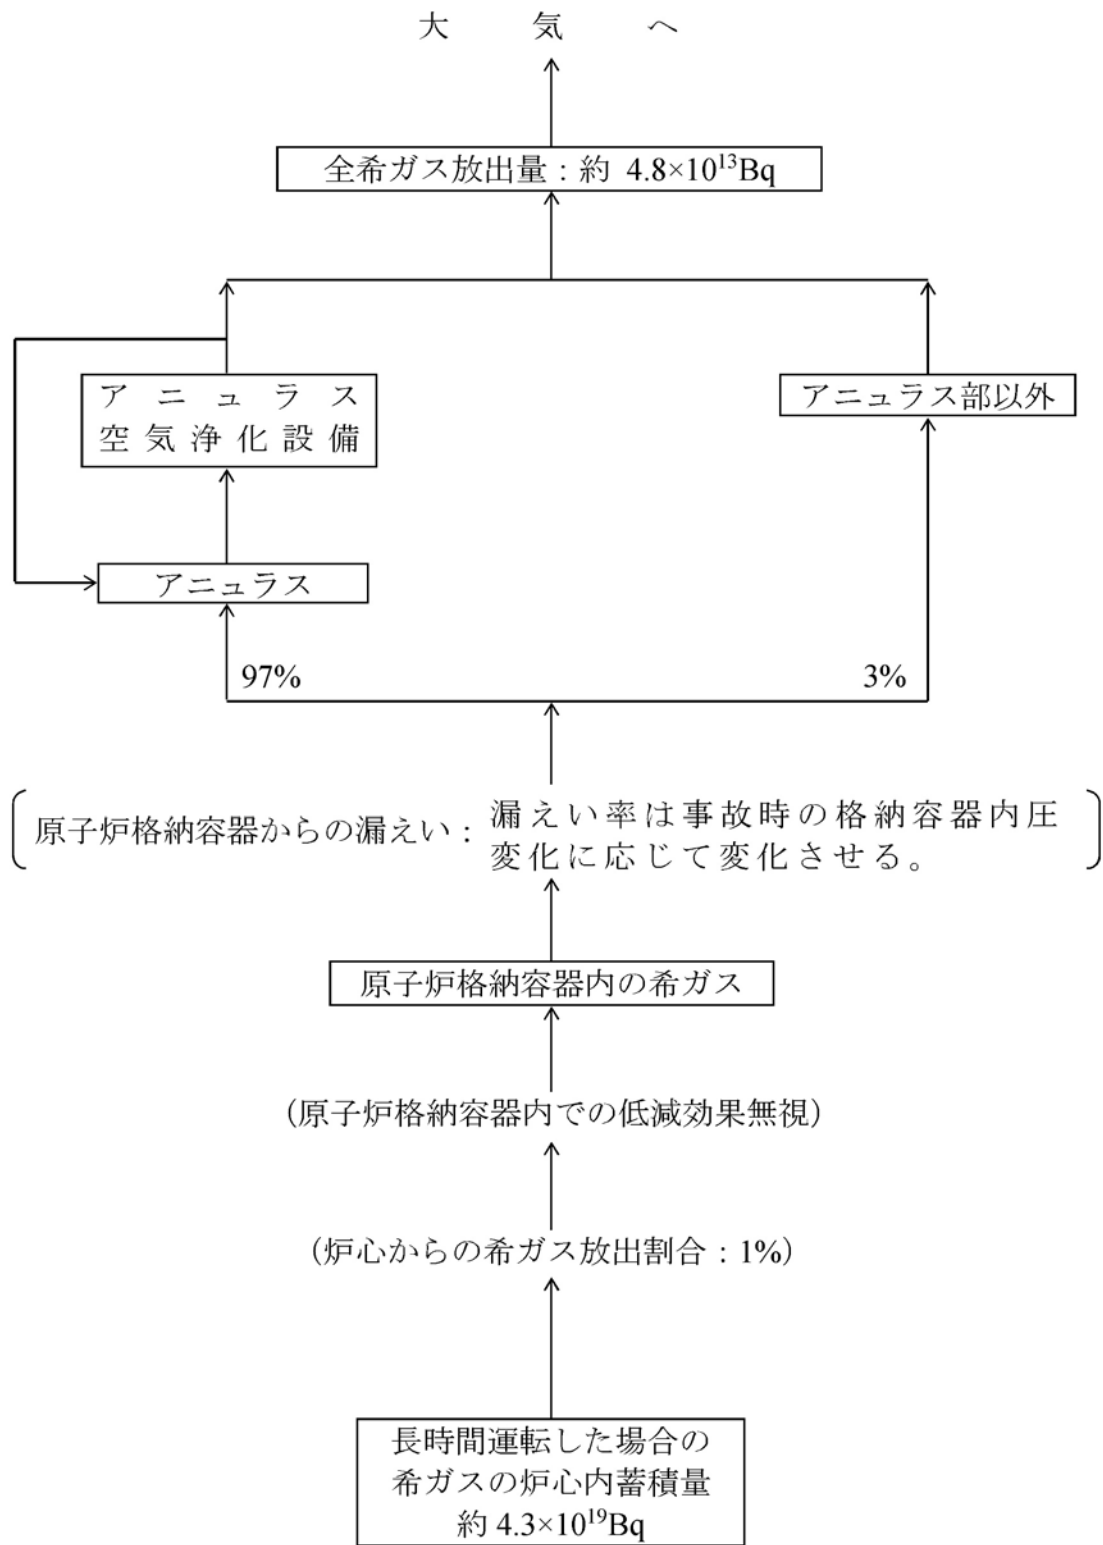 大気へ
全希ガス放出量：約 4.8×10¹³Bq
アニュラス
空気浄化設備
アニュラス部以外
アニュラス
97%
3%
原子炉格納容器からの漏えい：
漏えい率は事故時の格納容器内圧
変化に応じて変化させる。
原子炉格納容器内の希ガス
(原子炉格納容器内での低減効果無視)
(炉心からの希ガス放出割合：1%)
長時間運転した場合の
希ガスの炉心内蓄積量
約 4.3×10¹⁹Bq